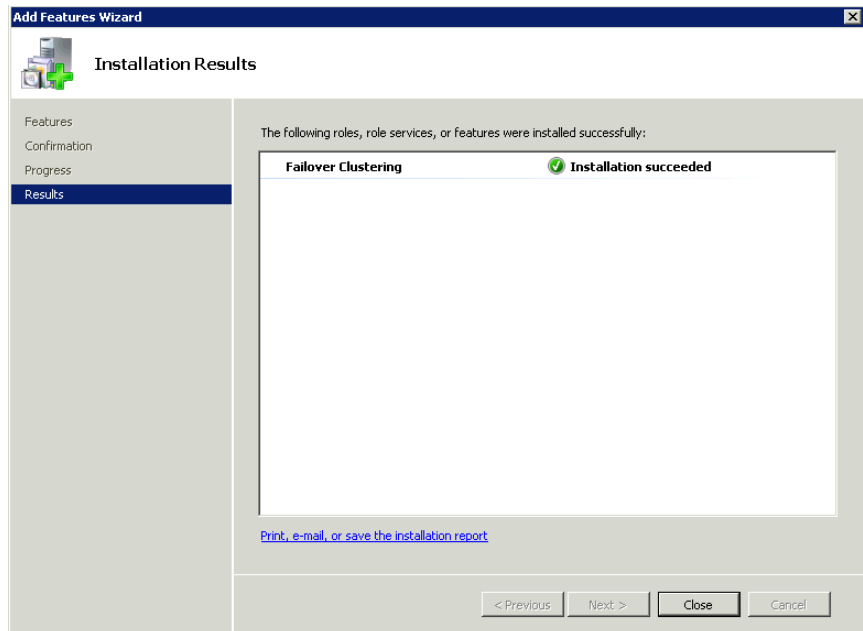 Add Features Wizard
Installation Results
Features
Confirmation
Progress
Results
The following roles, role services, or features were installed successfully:
Failover Clustering Installation succeeded
Print, e-mail, or save the installation report
< Previous Next > Close Cancel